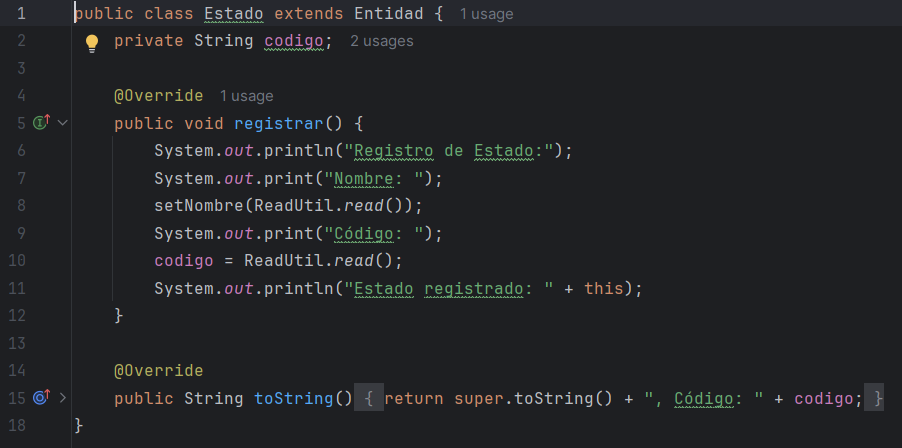 1 public class Estado extends Entidad { 1 usage
2 private String codigo; 2 usages
3
4 @Override 1 usage
5 public void registrar() {
6 System.out.println("Registro de Estado:");
7 System.out.print("Nombre: ");
8 setNombre(ReadUtil.read());
9 System.out.print("Código: ");
10 codigo = ReadUtil.read();
11 System.out.println("Estado registrado: " + this);
12 }
13
14 @Override
15 public String toString() { return super.toString() + ", Código: " + codigo; }
18 }